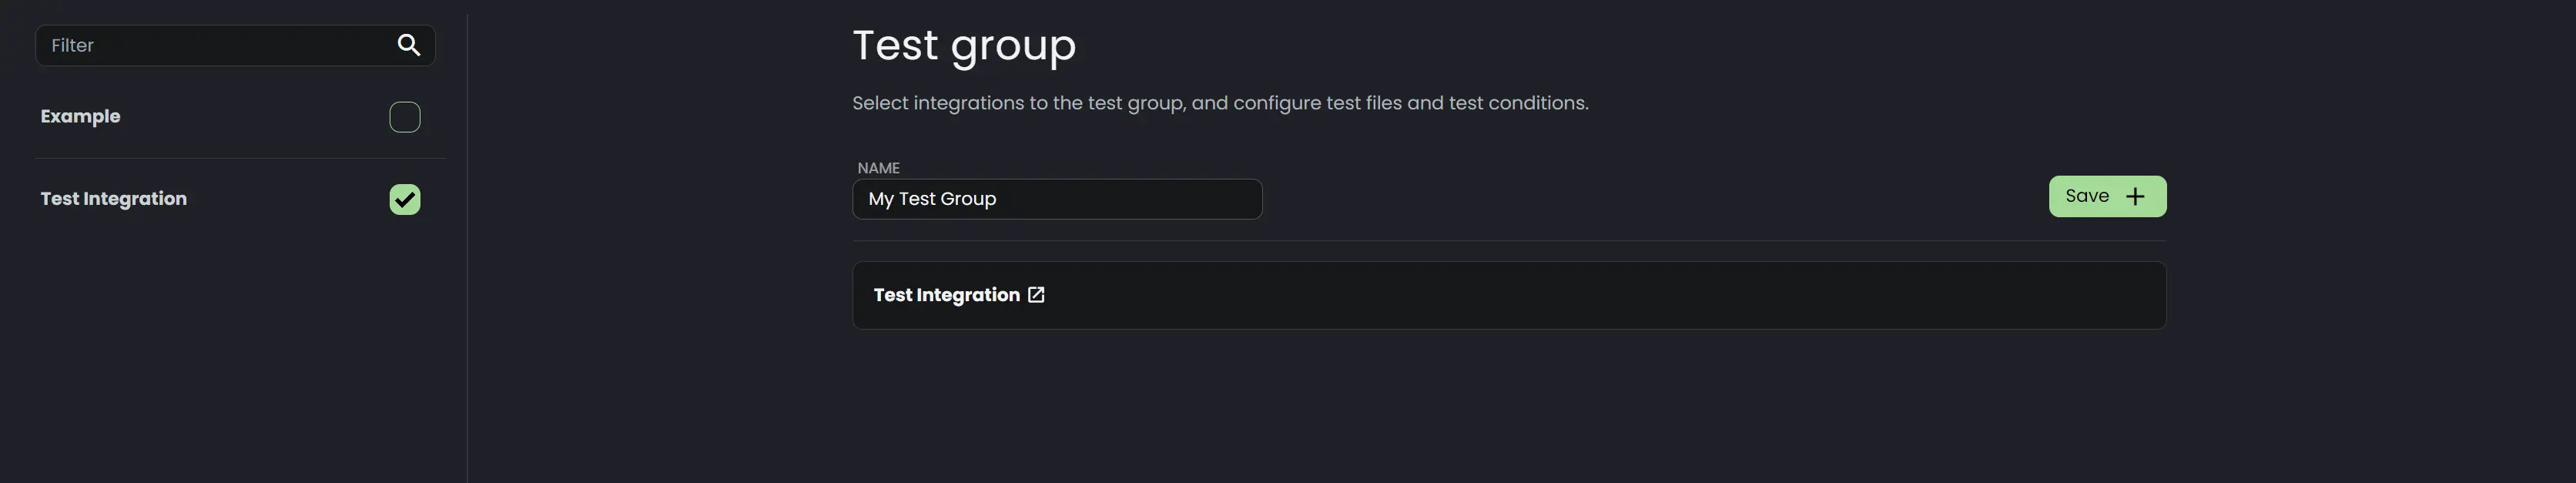 Filter
Example
Test Integration
Test group
Select integrations to the test group, and configure test files and test conditions.
NAME
My Test Group
Save
Test Integration